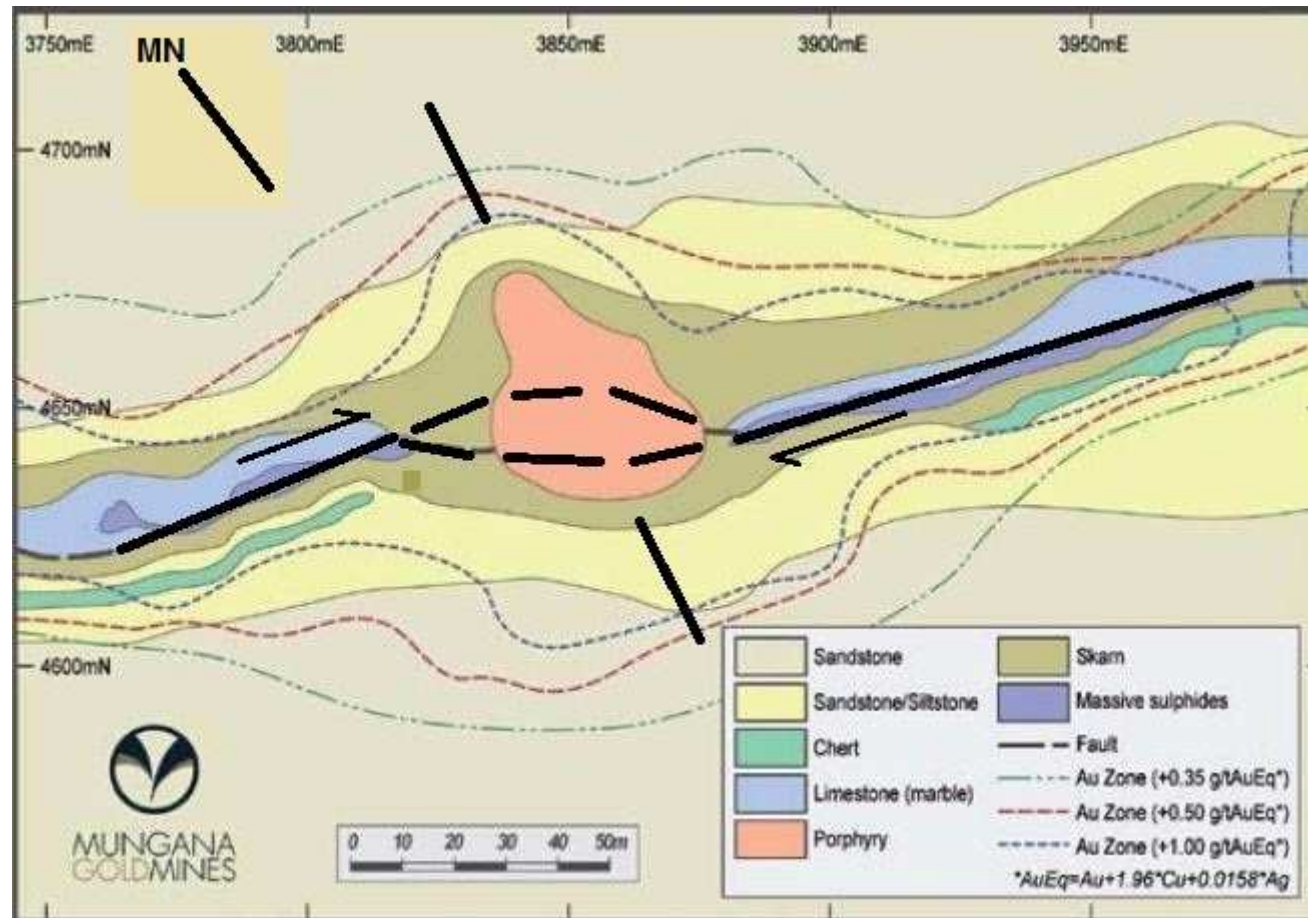 3750mE 3800mE 3850mE 3900mE 3950mE
MN
4700mN
4650mN
4600mN
Sandstone
Sandstone/Siltstone
Chert
Limestone (marble)
Porphyry
Skarn
Massive sulphides
Fault
Au Zone (+0.35 g/tAuEq*)
Au Zone (+0.50 g/tAuEq*)
Au Zone (+1.00 g/tAuEq*)
*AuEq=Au+1.96*Cu+0.0158*Ag
0 10 20 30 40 50m
MUNGANA
GOLDMINES